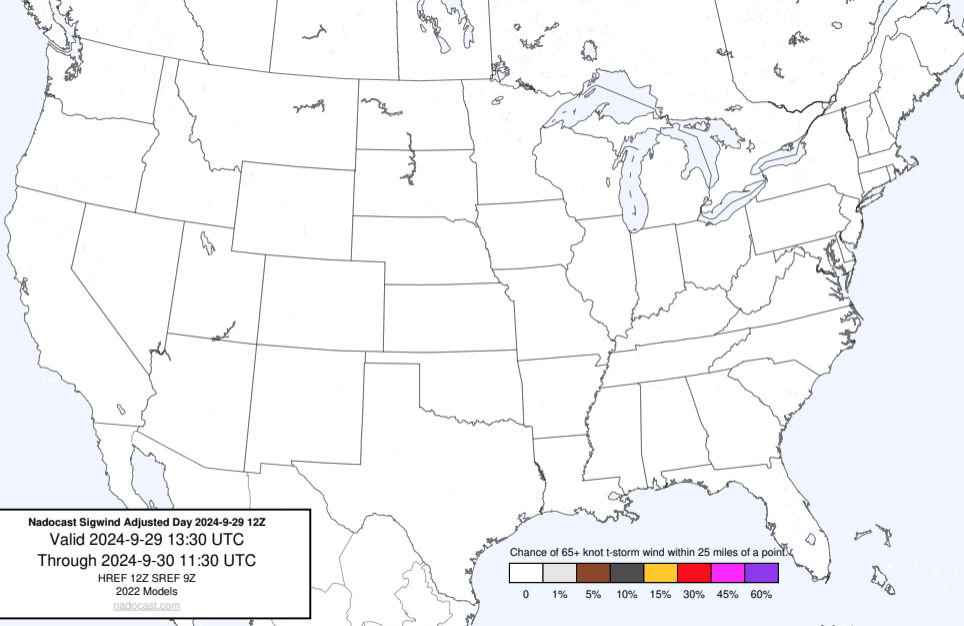 Nadocast Sigwind Adjusted Day 2024-9-29 12Z
Valid 2024-9-29 13:30 UTC
Through 2024-9-30 11:30 UTC
HREF 12Z SREF 9Z
2022 Models
nadocast.com
Chance of 65+ knot t-storm wind within 25 miles of a point.
0 1% 5% 10% 15% 30% 45% 60%